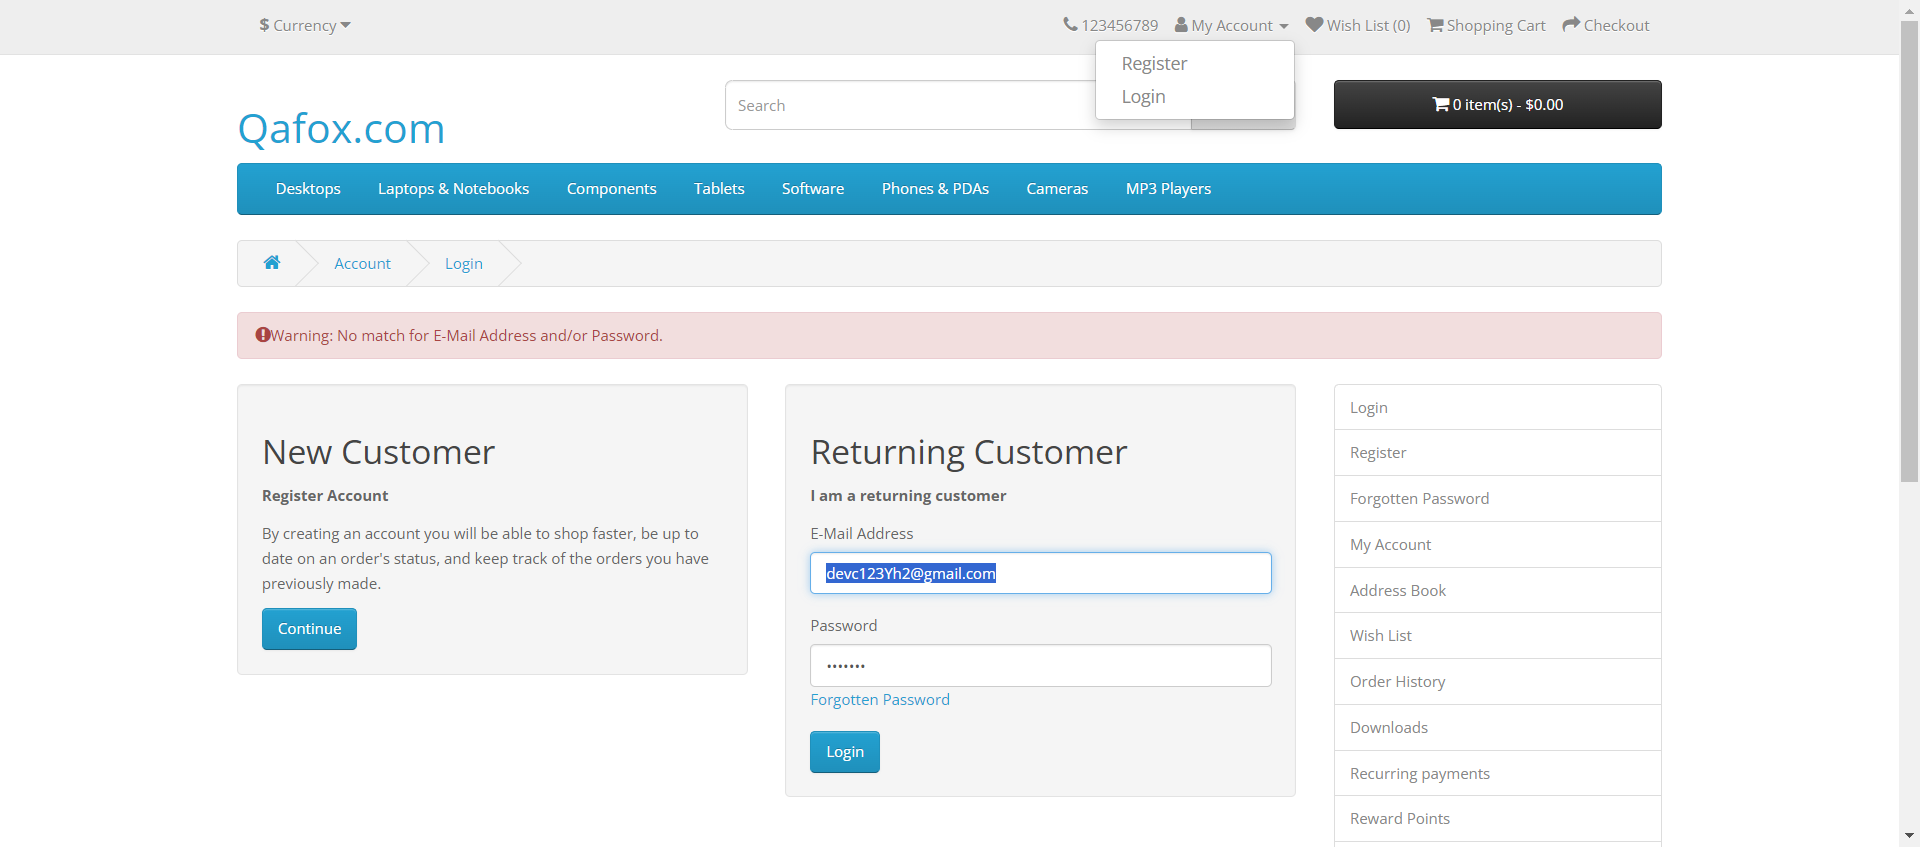 $ Currency
123456789 My Account Wish List (0) Shopping Cart Checkout
Register
Login
Qafox.com
Search
0 item(s) - $0.00
Desktops Laptops & Notebooks Components Tablets Software Phones & PDAs Cameras MP3 Players
Account Login
Warning: No match for E-Mail Address and/or Password.
New Customer
Register Account
By creating an account you will be able to shop faster, be up to
date on an order's status, and keep track of the orders you have
previously made.
Continue
Returning Customer
I am a returning customer
E-Mail Address
devc123Yh2@gmail.com
Password
•••••••
Forgotten Password
Login
Login
Register
Forgotten Password
My Account
Address Book
Wish List
Order History
Downloads
Recurring payments
Reward Points